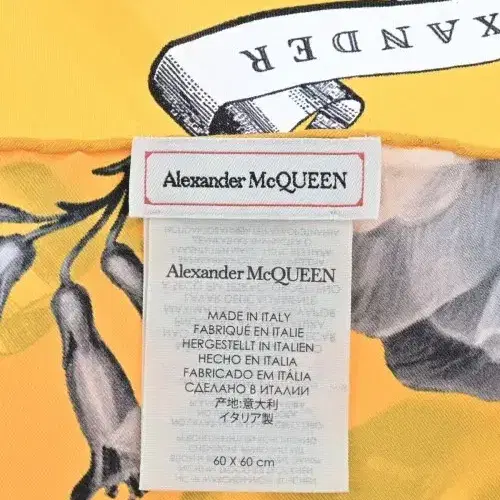 XANDER
Alexander McQUEEN
Alexander McQUEEN
MADE IN ITALY
FABRIQUÉ EN ITALIE
HERGESTELLT IN ITALIEN
HECHO EN ITALIA
FABRICADO EM ITÁLIA
СДЕЛАНО В ИТАЛИИ
产地:意大利
イタリア製
60 X 60 cm